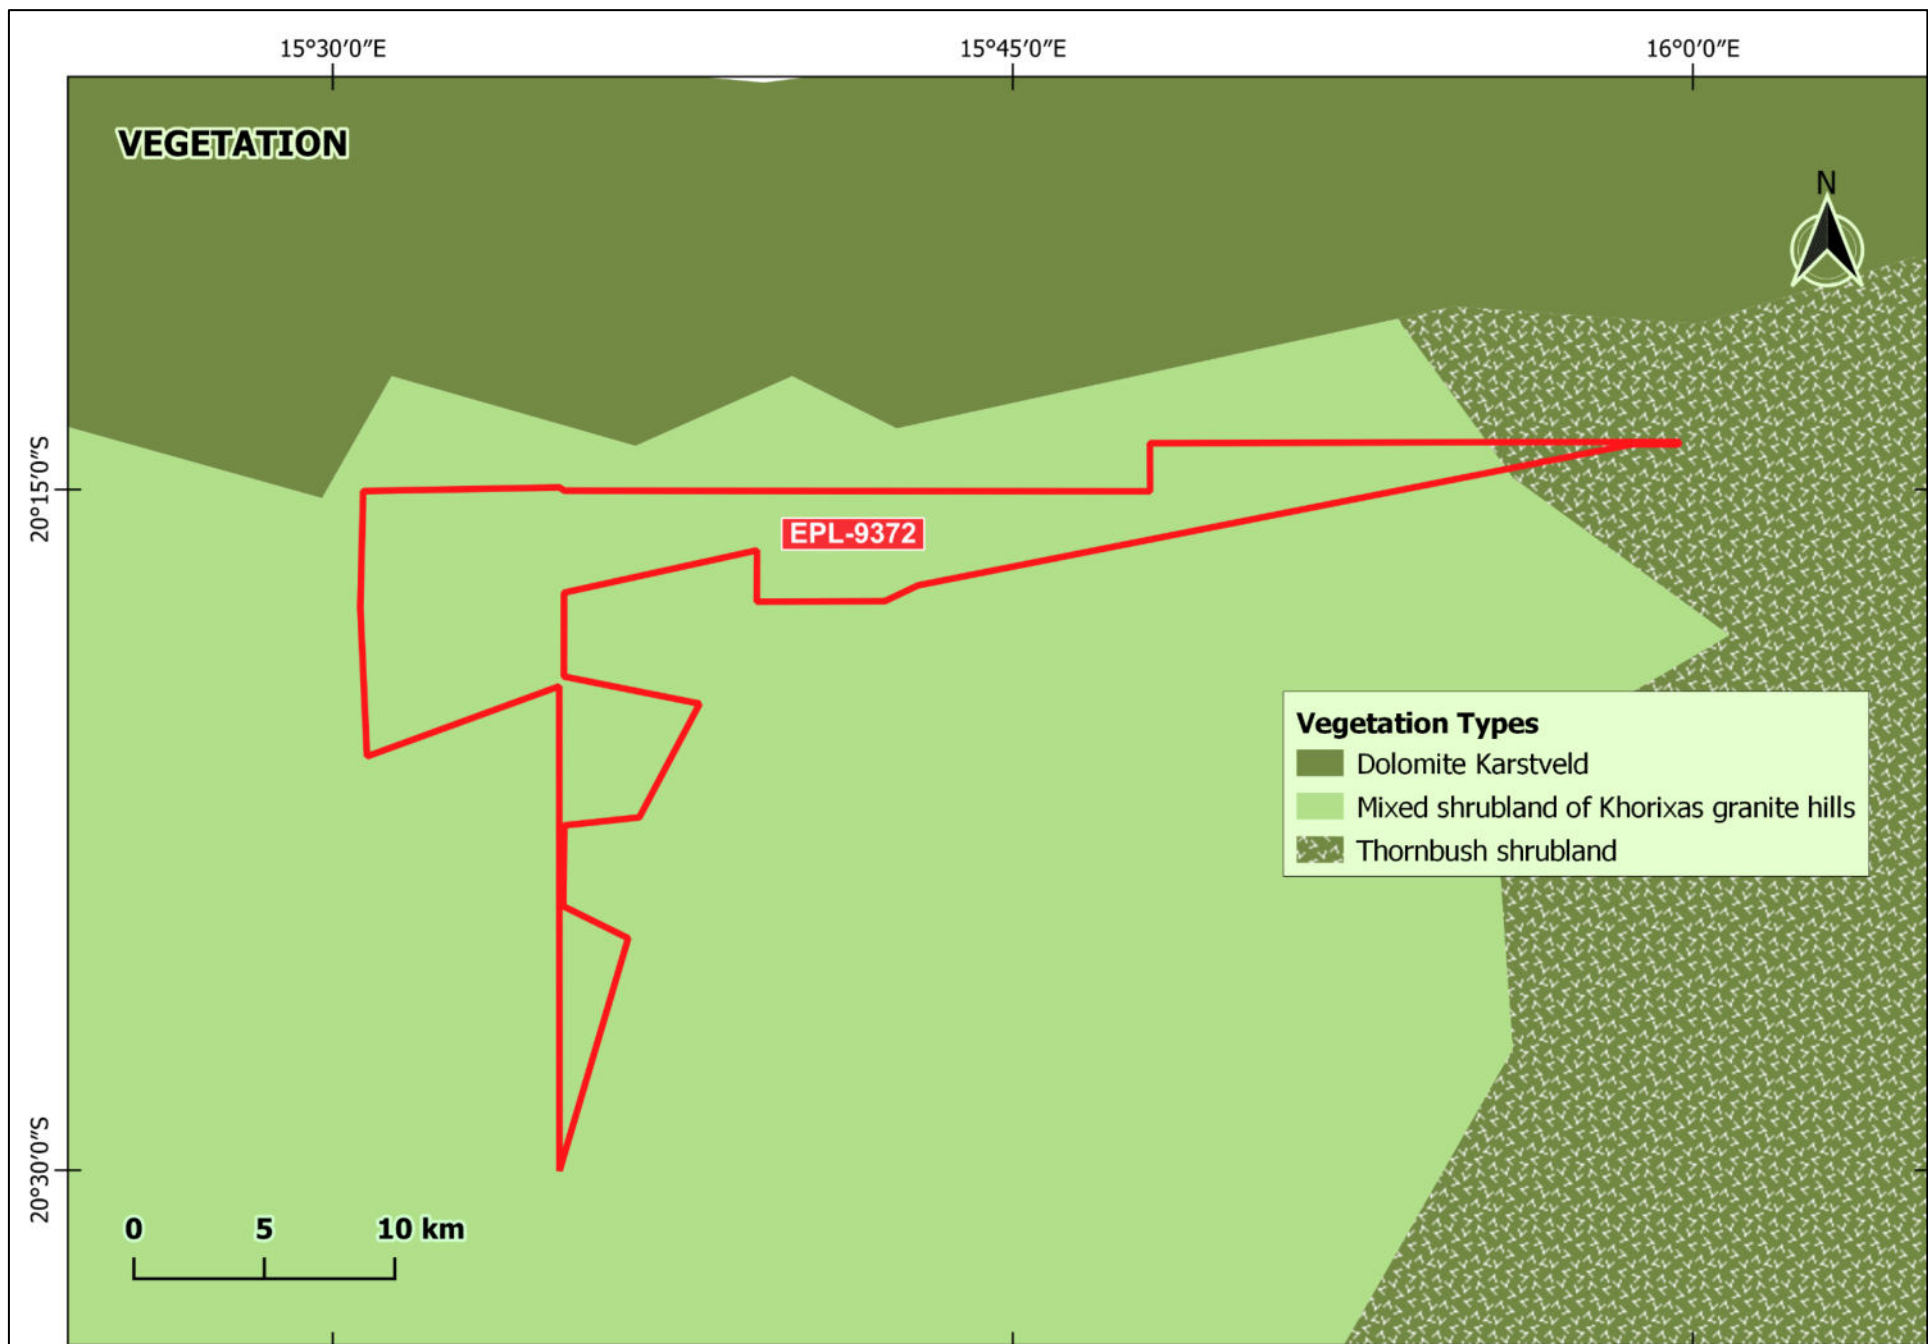 15°30′0″E
15°45′0″E
16°0′0″E
VEGETATION
N
20°15′0″S
EPL-9372
Vegetation Types
Dolomite Karstveld
Mixed shrubland of Khorixas granite hills
Thornbush shrubland
20°30′0″S
0 5 10 km